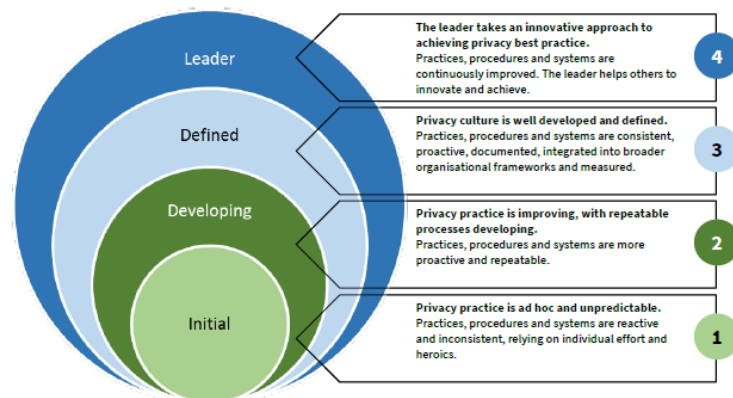 Leader
The leader takes an innovative approach to
achieving privacy best practice.
Practices, procedures and systems are
continuously improved. The leader helps others to
innovate and achieve.
4
Defined
Privacy culture is well developed and defined.
Practices, procedures and systems are consistent,
proactive, documented, integrated into broader
organisational frameworks and measured.
3
Developing
Privacy practice is improving, with repeatable
processes developing.
Practices, procedures and systems are more
proactive and repeatable.
2
Initial
Privacy practice is ad hoc and unpredictable.
Practices, procedures and systems are reactive
and inconsistent, relying on individual effort and
heroics.
1